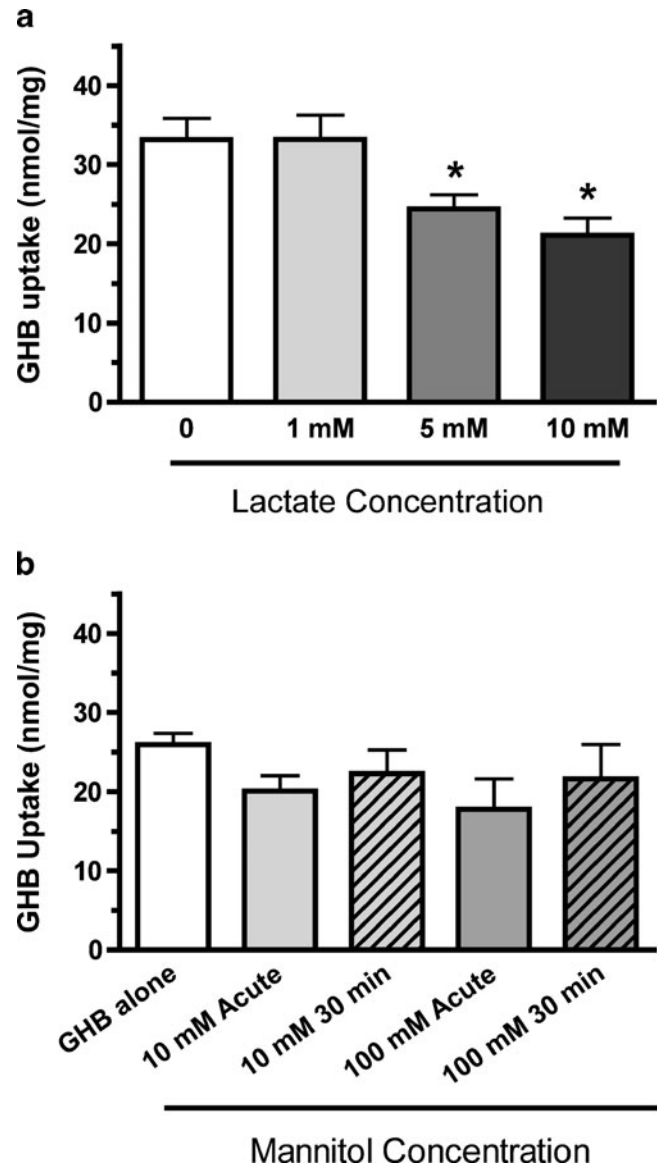 a
GHB uptake (nmol/mg)
40
30
20
10
0
* *
0 1 mM 5 mM 10 mM
Lactate Concentration
b
GHB Uptake (nmol/mg)
40
30
20
10
0
GHB alone
10 mM Acute
10 mM 30 min
100 mM Acute
100 mM 30 min
Mannitol Concentration